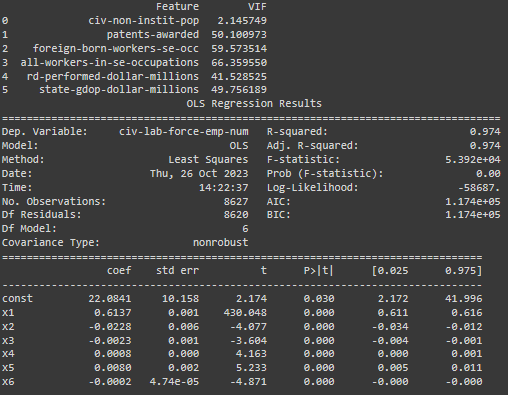 Feature VIF
0 civ-non-instit-pop 2.145749
1 patents-awarded 50.100973
2 foreign-born-workers-se-occ 59.573514
3 all-workers-in-se-occupations 66.359550
4 rd-performed-dollar-millions 41.528525
5 state-gdop-dollar-millions 49.756189
OLS Regression Results
==============================================================================
Dep. Variable: civ-lab-force-emp-num R-squared: 0.974
Model: OLS Adj. R-squared: 0.974
Method: Least Squares F-statistic: 5.392e+04
Date: Thu, 26 Oct 2023 Prob (F-statistic): 0.00
Time: 14:22:37 Log-Likelihood: -58687.
No. Observations: 8627 AIC: 1.174e+05
Df Residuals: 8620 BIC: 1.174e+05
Df Model: 6
Covariance Type: nonrobust
==============================================================================
coef std err t P>|t| [0.025 0.975]
------------------------------------------------------------------------------
const 22.0841 10.158 2.174 0.030 2.172 41.996
x1 0.6137 0.001 430.048 0.000 0.611 0.616
x2 -0.0228 0.006 -4.077 0.000 -0.034 -0.012
x3 -0.0023 0.001 -3.604 0.000 -0.004 -0.001
x4 0.0008 0.000 4.163 0.000 0.000 0.001
x5 0.0080 0.002 5.233 0.000 0.005 0.011
x6 -0.0002 4.74e-05 -4.871 0.000 -0.000 -0.000